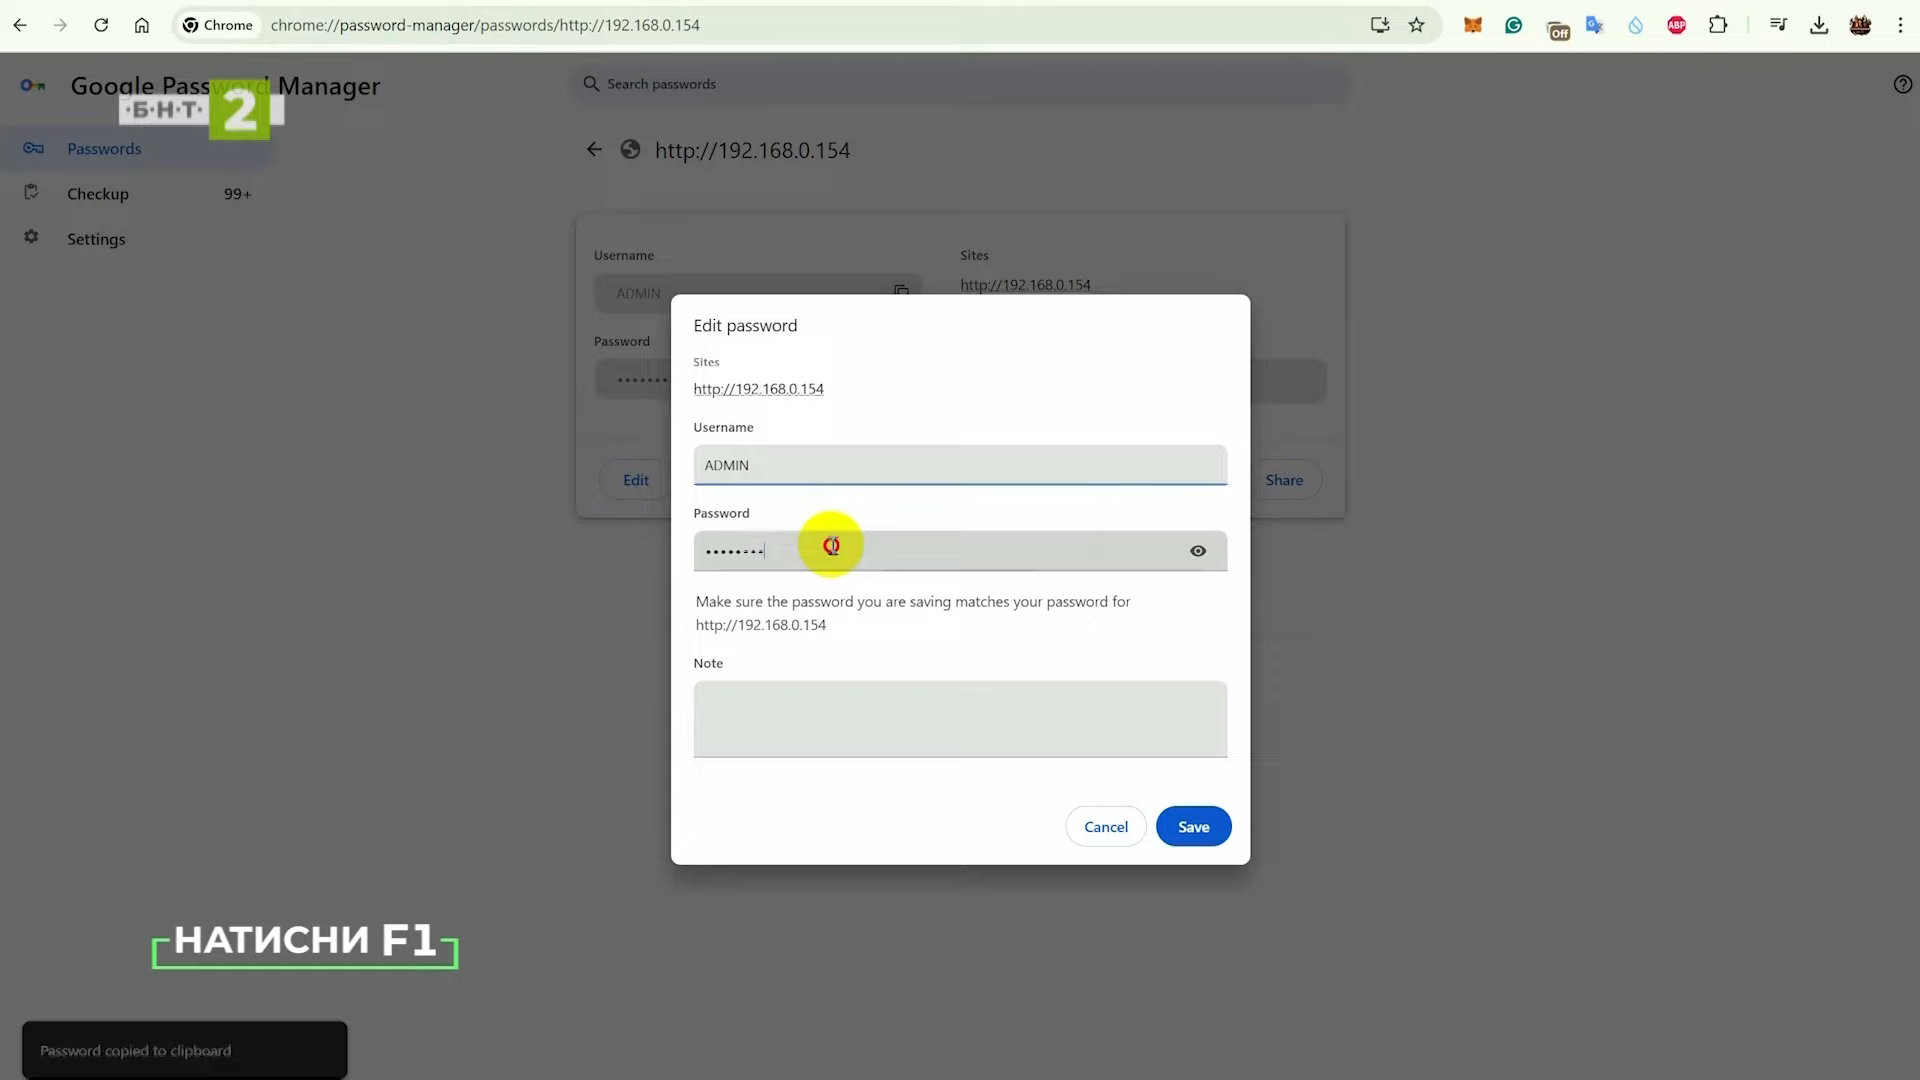 Chrome
chrome://password-manager/passwords/http://192.168.0.154
Off
ABP
Google Password Manager
Search passwords
·Б·Н·Т· 2
Passwords
http://192.168.0.154
Checkup 99+
Settings
Username
Sites
ADMIN
http://192.168.0.154
Password
Edit
Share
Edit password
Sites
http://192.168.0.154
Username
ADMIN
Password
Make sure the password you are saving matches your password for
http://192.168.0.154
Note
Cancel
Save
НАТИСНИ F1
Password copied to clipboard